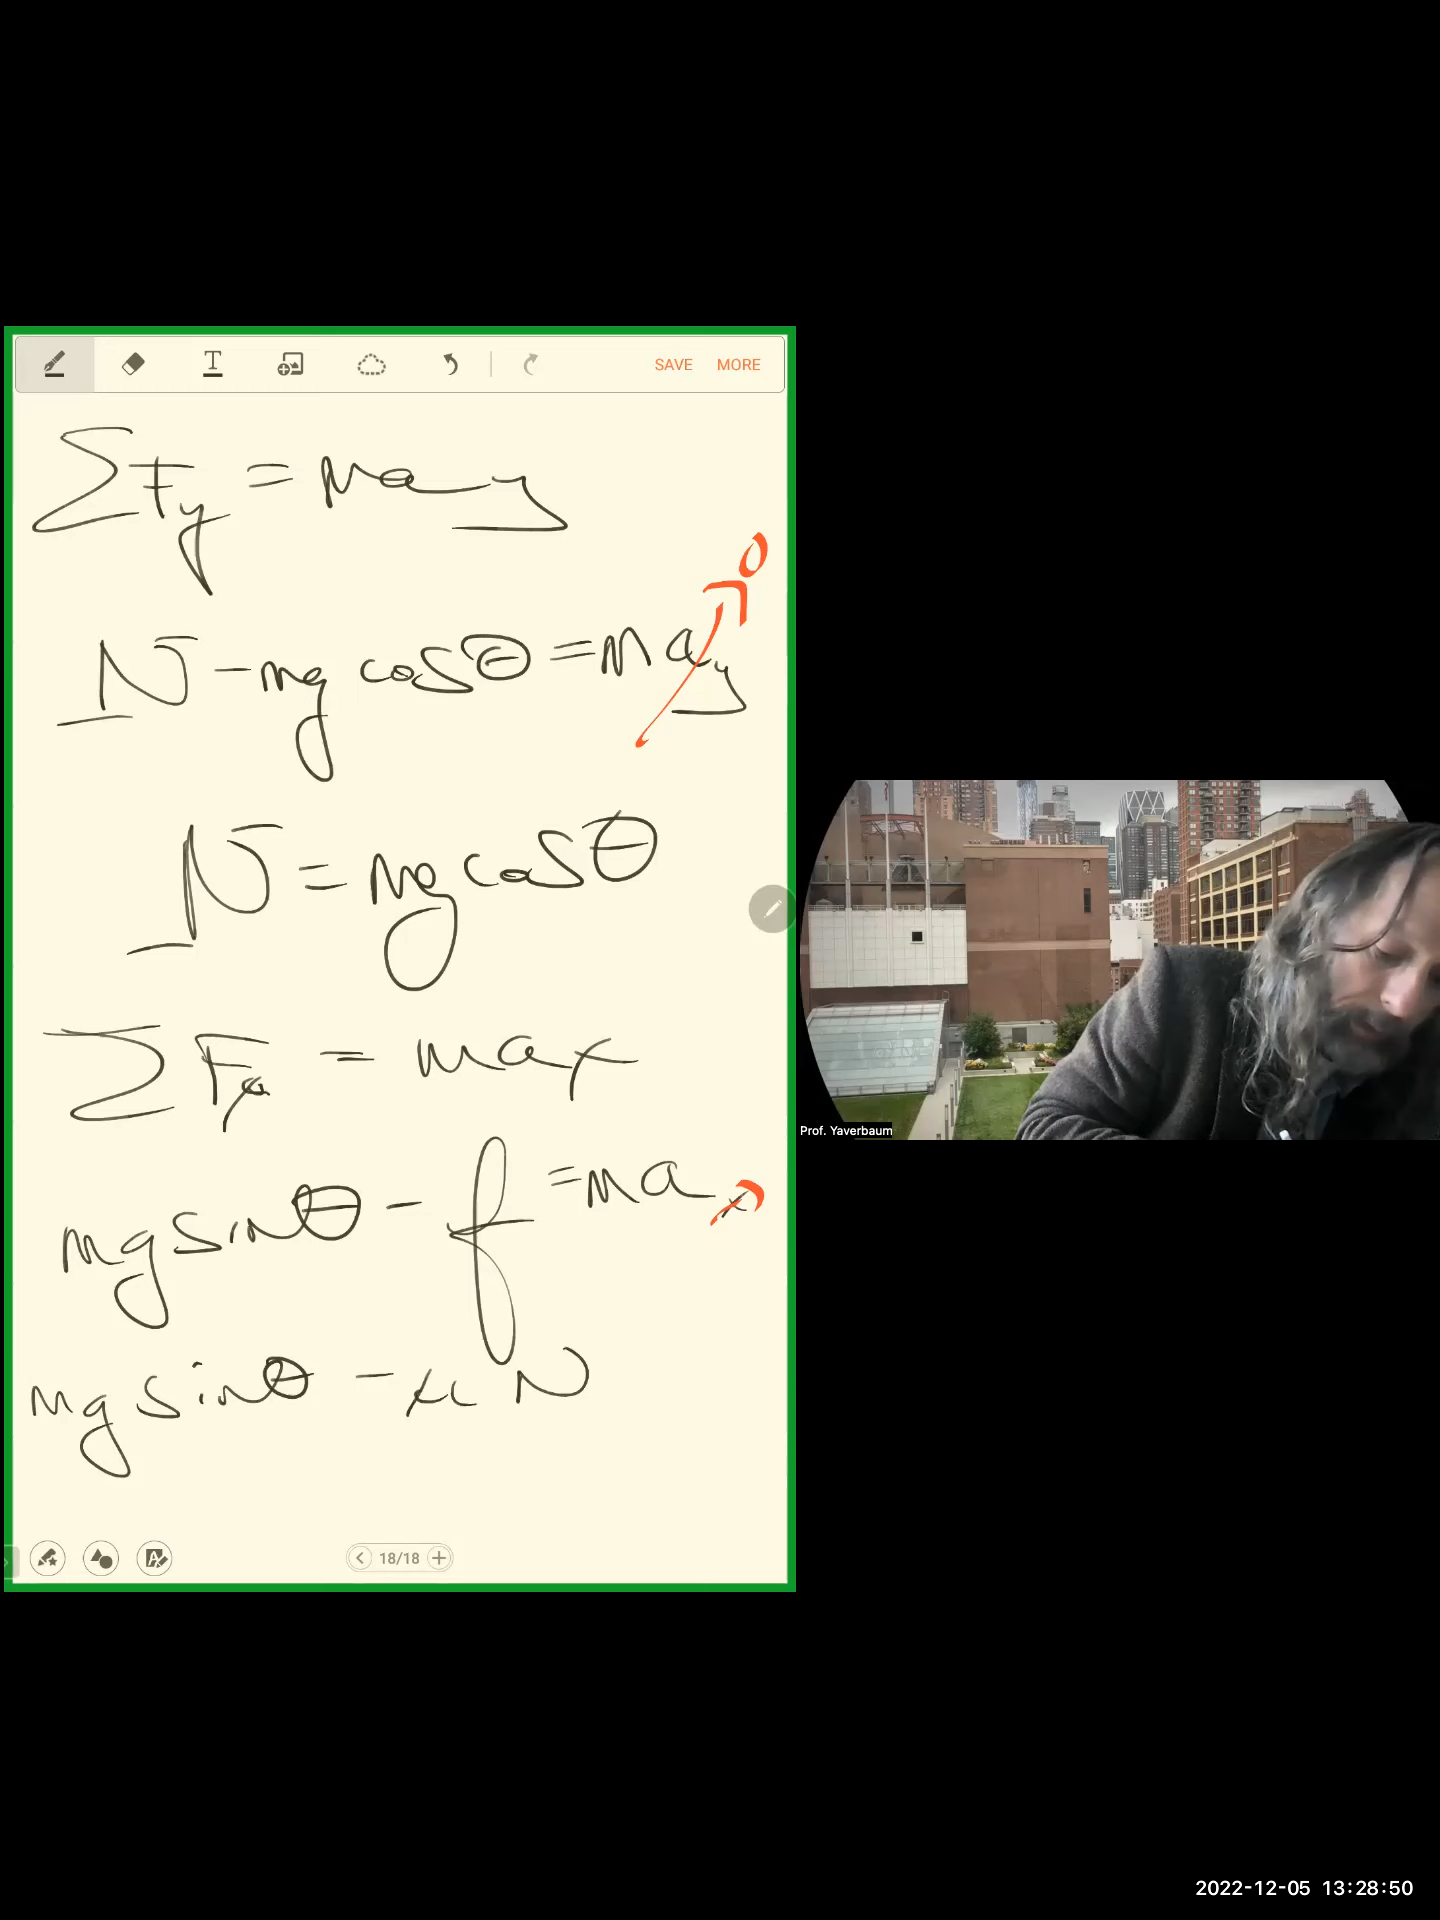 SAVE MORE
ΣFy = may
0
N - mg cosθ = may
N = mg cosθ
ΣFx = max
mg sinθ - f = max
mg sinθ - μN
18/18
Prof. Yaverbaum
2022-12-05 13:28:50